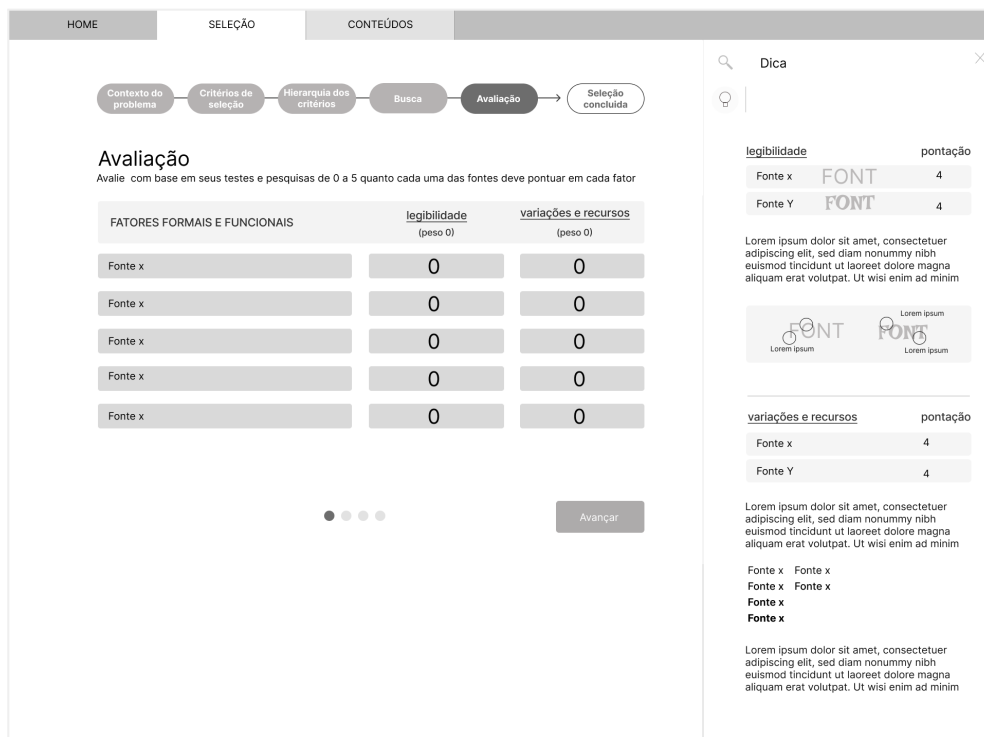 HOME SELEÇÃO CONTEÚDOS
Contexto do
problema
Critérios de
seleção
Hierarquia dos
critérios
Busca
Avaliação
Seleção
concluida
Avaliação
Avalie com base em seus testes e pesquisas de 0 a 5 quanto cada uma das fontes deve pontuar em cada fator
FATORES FORMAIS E FUNCIONAIS
legibilidade
(peso 0)
variações e recursos
(peso 0)
Fonte x 0 0
Fonte x 0 0
Fonte x 0 0
Fonte x 0 0
Fonte x 0 0
Avançar
Dica
legibilidade pontação
Fonte x FONT 4
Fonte Y FONT 4
Lorem ipsum dolor sit amet, consectetuer
adipiscing elit, sed diam nonummy nibh
euismod tincidunt ut laoreet dolore magna
aliquam erat volutpat. Ut wisi enim ad minim
Lorem ipsum
FONT FONT
Lorem ipsum Lorem ipsum
variações e recursos pontação
Fonte x 4
Fonte Y 4
Lorem ipsum dolor sit amet, consectetuer
adipiscing elit, sed diam nonummy nibh
euismod tincidunt ut laoreet dolore magna
aliquam erat volutpat. Ut wisi enim ad minim
Fonte x Fonte x
Fonte x Fonte x
Fonte x
Fonte x
Lorem ipsum dolor sit amet, consectetuer
adipiscing elit, sed diam nonummy nibh
euismod tincidunt ut laoreet dolore magna
aliquam erat volutpat. Ut wisi enim ad minim